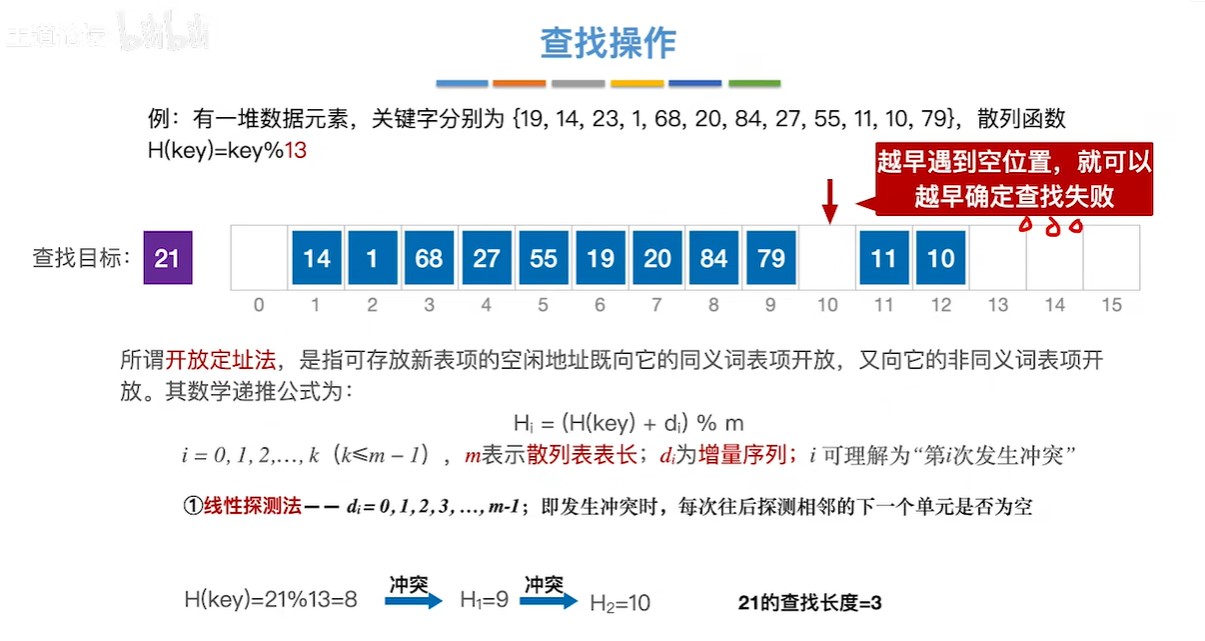 王道论坛 bilibili
查找操作
例：有一堆数据元素，关键字分别为 {19, 14, 23, 1, 68, 20, 84, 27, 55, 11, 10, 79}，散列函数
H(key)=key%13
越早遇到空位置，就可以
越早确定查找失败
查找目标： 21 14 1 68 27 55 19 20 84 79 11 10
0 1 2 3 4 5 6 7 8 9 10 11 12 13 14 15
所谓开放定址法，是指可存放新表项的空闲地址既向它的同义词表项开放，又向它的非同义词表项开
放。其数学递推公式为：
Hᵢ = (H(key) + dᵢ) % m
i = 0, 1, 2,…, k（k≤m − 1），m表示散列表表长；dᵢ为增量序列；i 可理解为“第i次发生冲突”
①线性探测法—— dᵢ = 0, 1, 2, 3, …, m-1；即发生冲突时，每次往后探测相邻的下一个单元是否为空
H(key)=21%13=8 冲突 H₁=9 冲突 H₂=10 21的查找长度=3